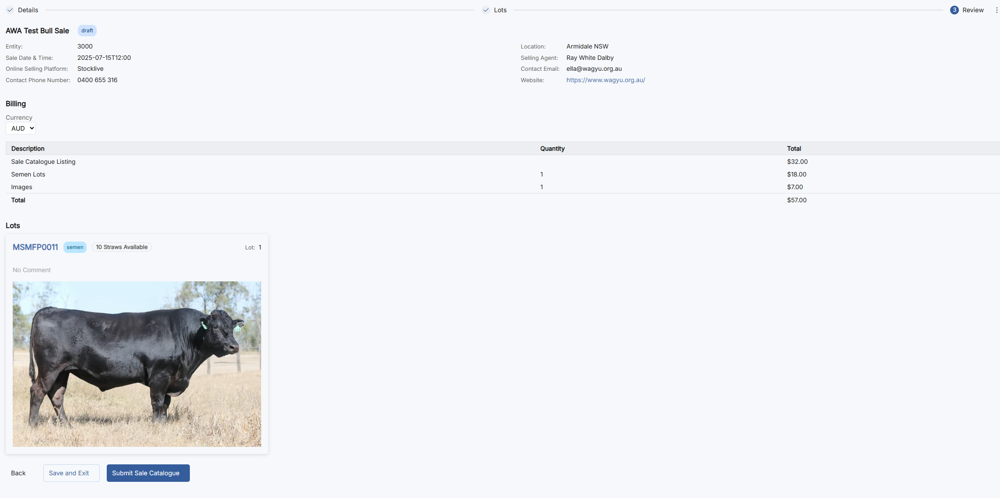 Details
Lots
3 Review
AWA Test Bull Sale draft
Entity: 3000
Location: Armidale NSW
Sale Date & Time: 2025-07-15T12:00
Selling Agent: Ray White Dalby
Online Selling Platform: Stocklive
Contact Email: ella@wagyu.org.au
Contact Phone Number: 0400 655 316
Website: https://www.wagyu.org.au/
Billing
Currency
AUD
Description Quantity Total
Sale Catalogue Listing $32.00
Semen Lots 1 $18.00
Images 1 $7.00
Total $57.00
Lots
MSMFP0011 semen 10 Straws Available Lot: 1
No Comment
Back Save and Exit Submit Sale Catalogue